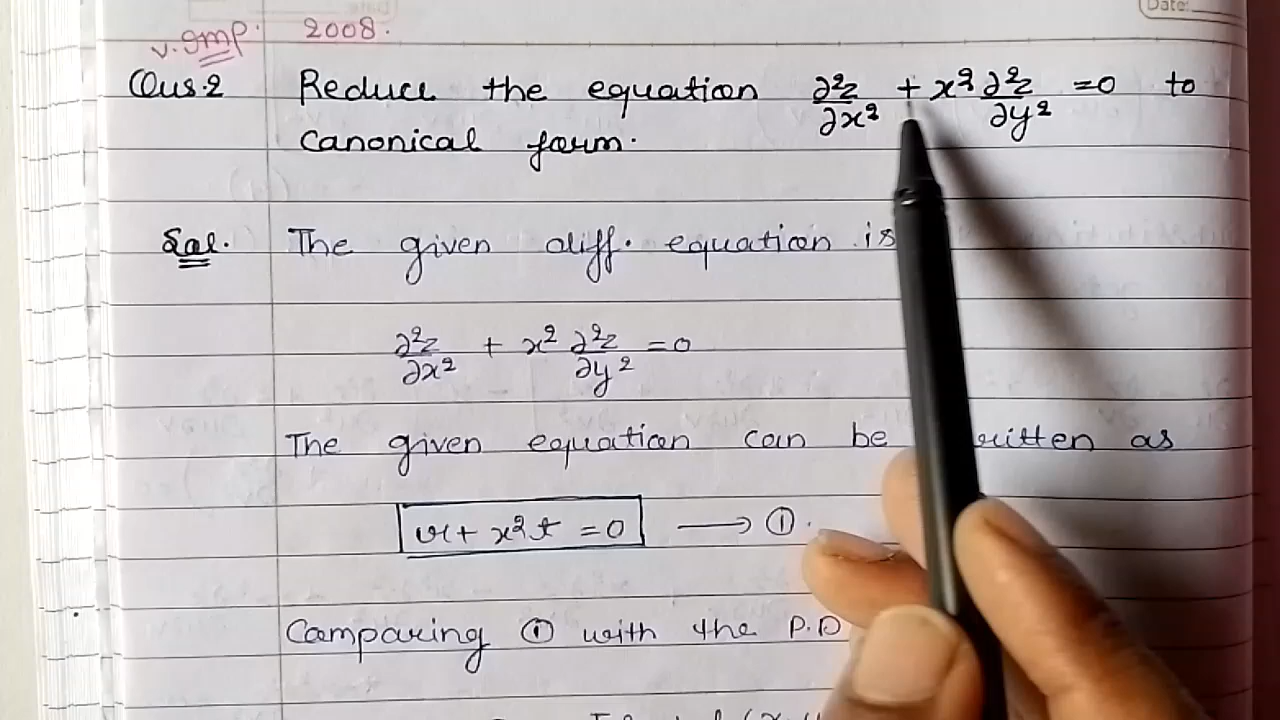 Date:
v. Imp. 2008.
Ques.2 Reduce the equation ∂²z/∂x² + x² ∂²z/∂y² = 0 to
canonical form.
Sol. The given diff. equation is
∂²z/∂x² + x² ∂²z/∂y² = 0
The given equation can be written as
r + x²t = 0 → ①.
Comparing ① with the P.D